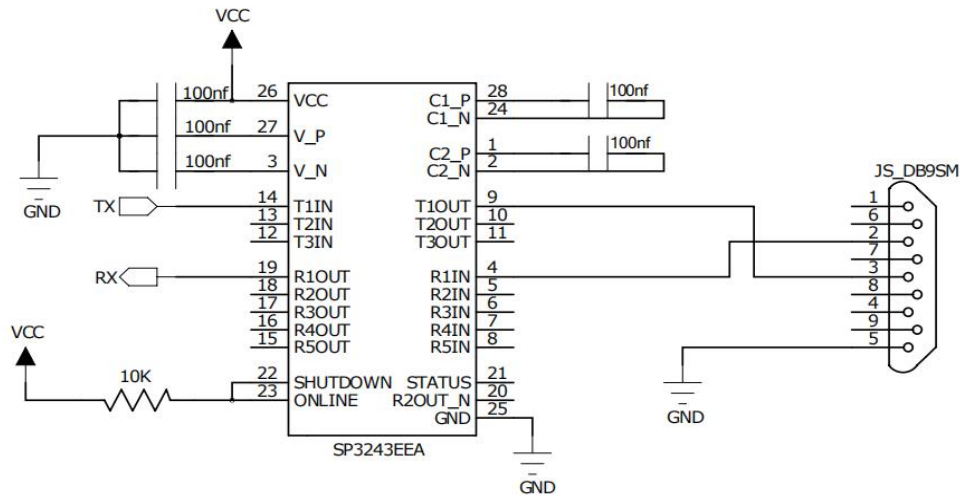 VCC
100nf 26 VCC C1_P 28 100nf
C1_N 24
100nf 27 V_P
C2_P 1 100nf
100nf 3 V_N C2_N 2
JS_DB9SM
GND TX 14 T1IN T1OUT 9 1
13 T2IN T2OUT 10 6
12 T3IN T3OUT 11 2
7
RX 19 R1OUT R1IN 4 3
18 R2OUT R2IN 5 8
17 R3OUT R3IN 6 4
VCC 16 R4OUT R4IN 7 9
15 R5OUT R5IN 8 5
10K 22 SHUTDOWN STATUS 21
23 ONLINE R2OUT_N 20
GND 25 GND
SP3243EEA
GND